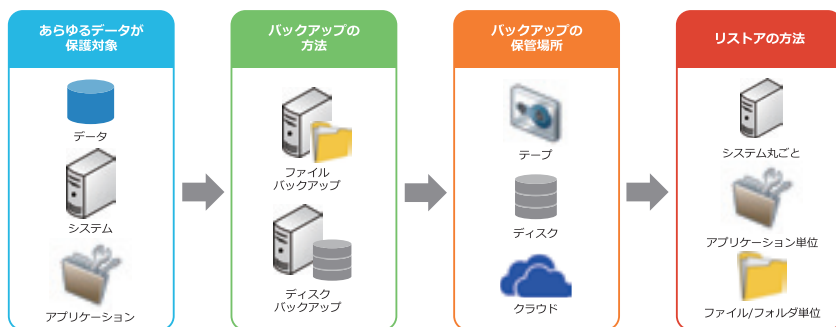 あらゆるデータが
保護対象
データ
システム
アプリケーション
バックアップの
方法
ファイル
バックアップ
ディスク
バックアップ
バックアップの
保管場所
テープ
ディスク
クラウド
リストアの方法
システム丸ごと
アプリケーション単位
ファイル/フォルダ単位